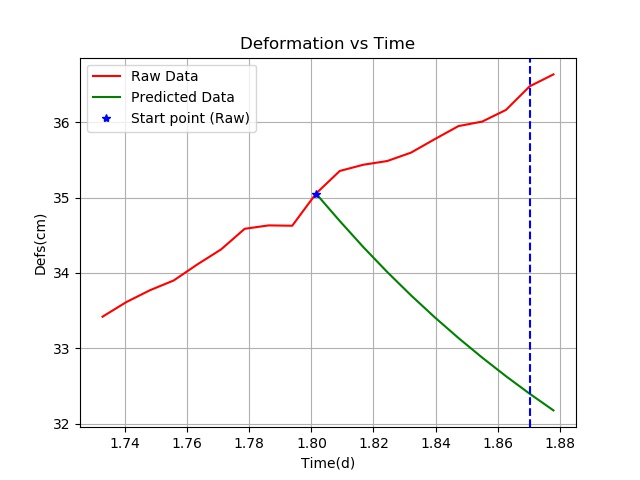 Deformation vs Time
Raw Data
Predicted Data
Start point (Raw)
Defs(cm)
36
35
34
33
32
1.74 1.76 1.78 1.80 1.82 1.84 1.86 1.88
Time(d)